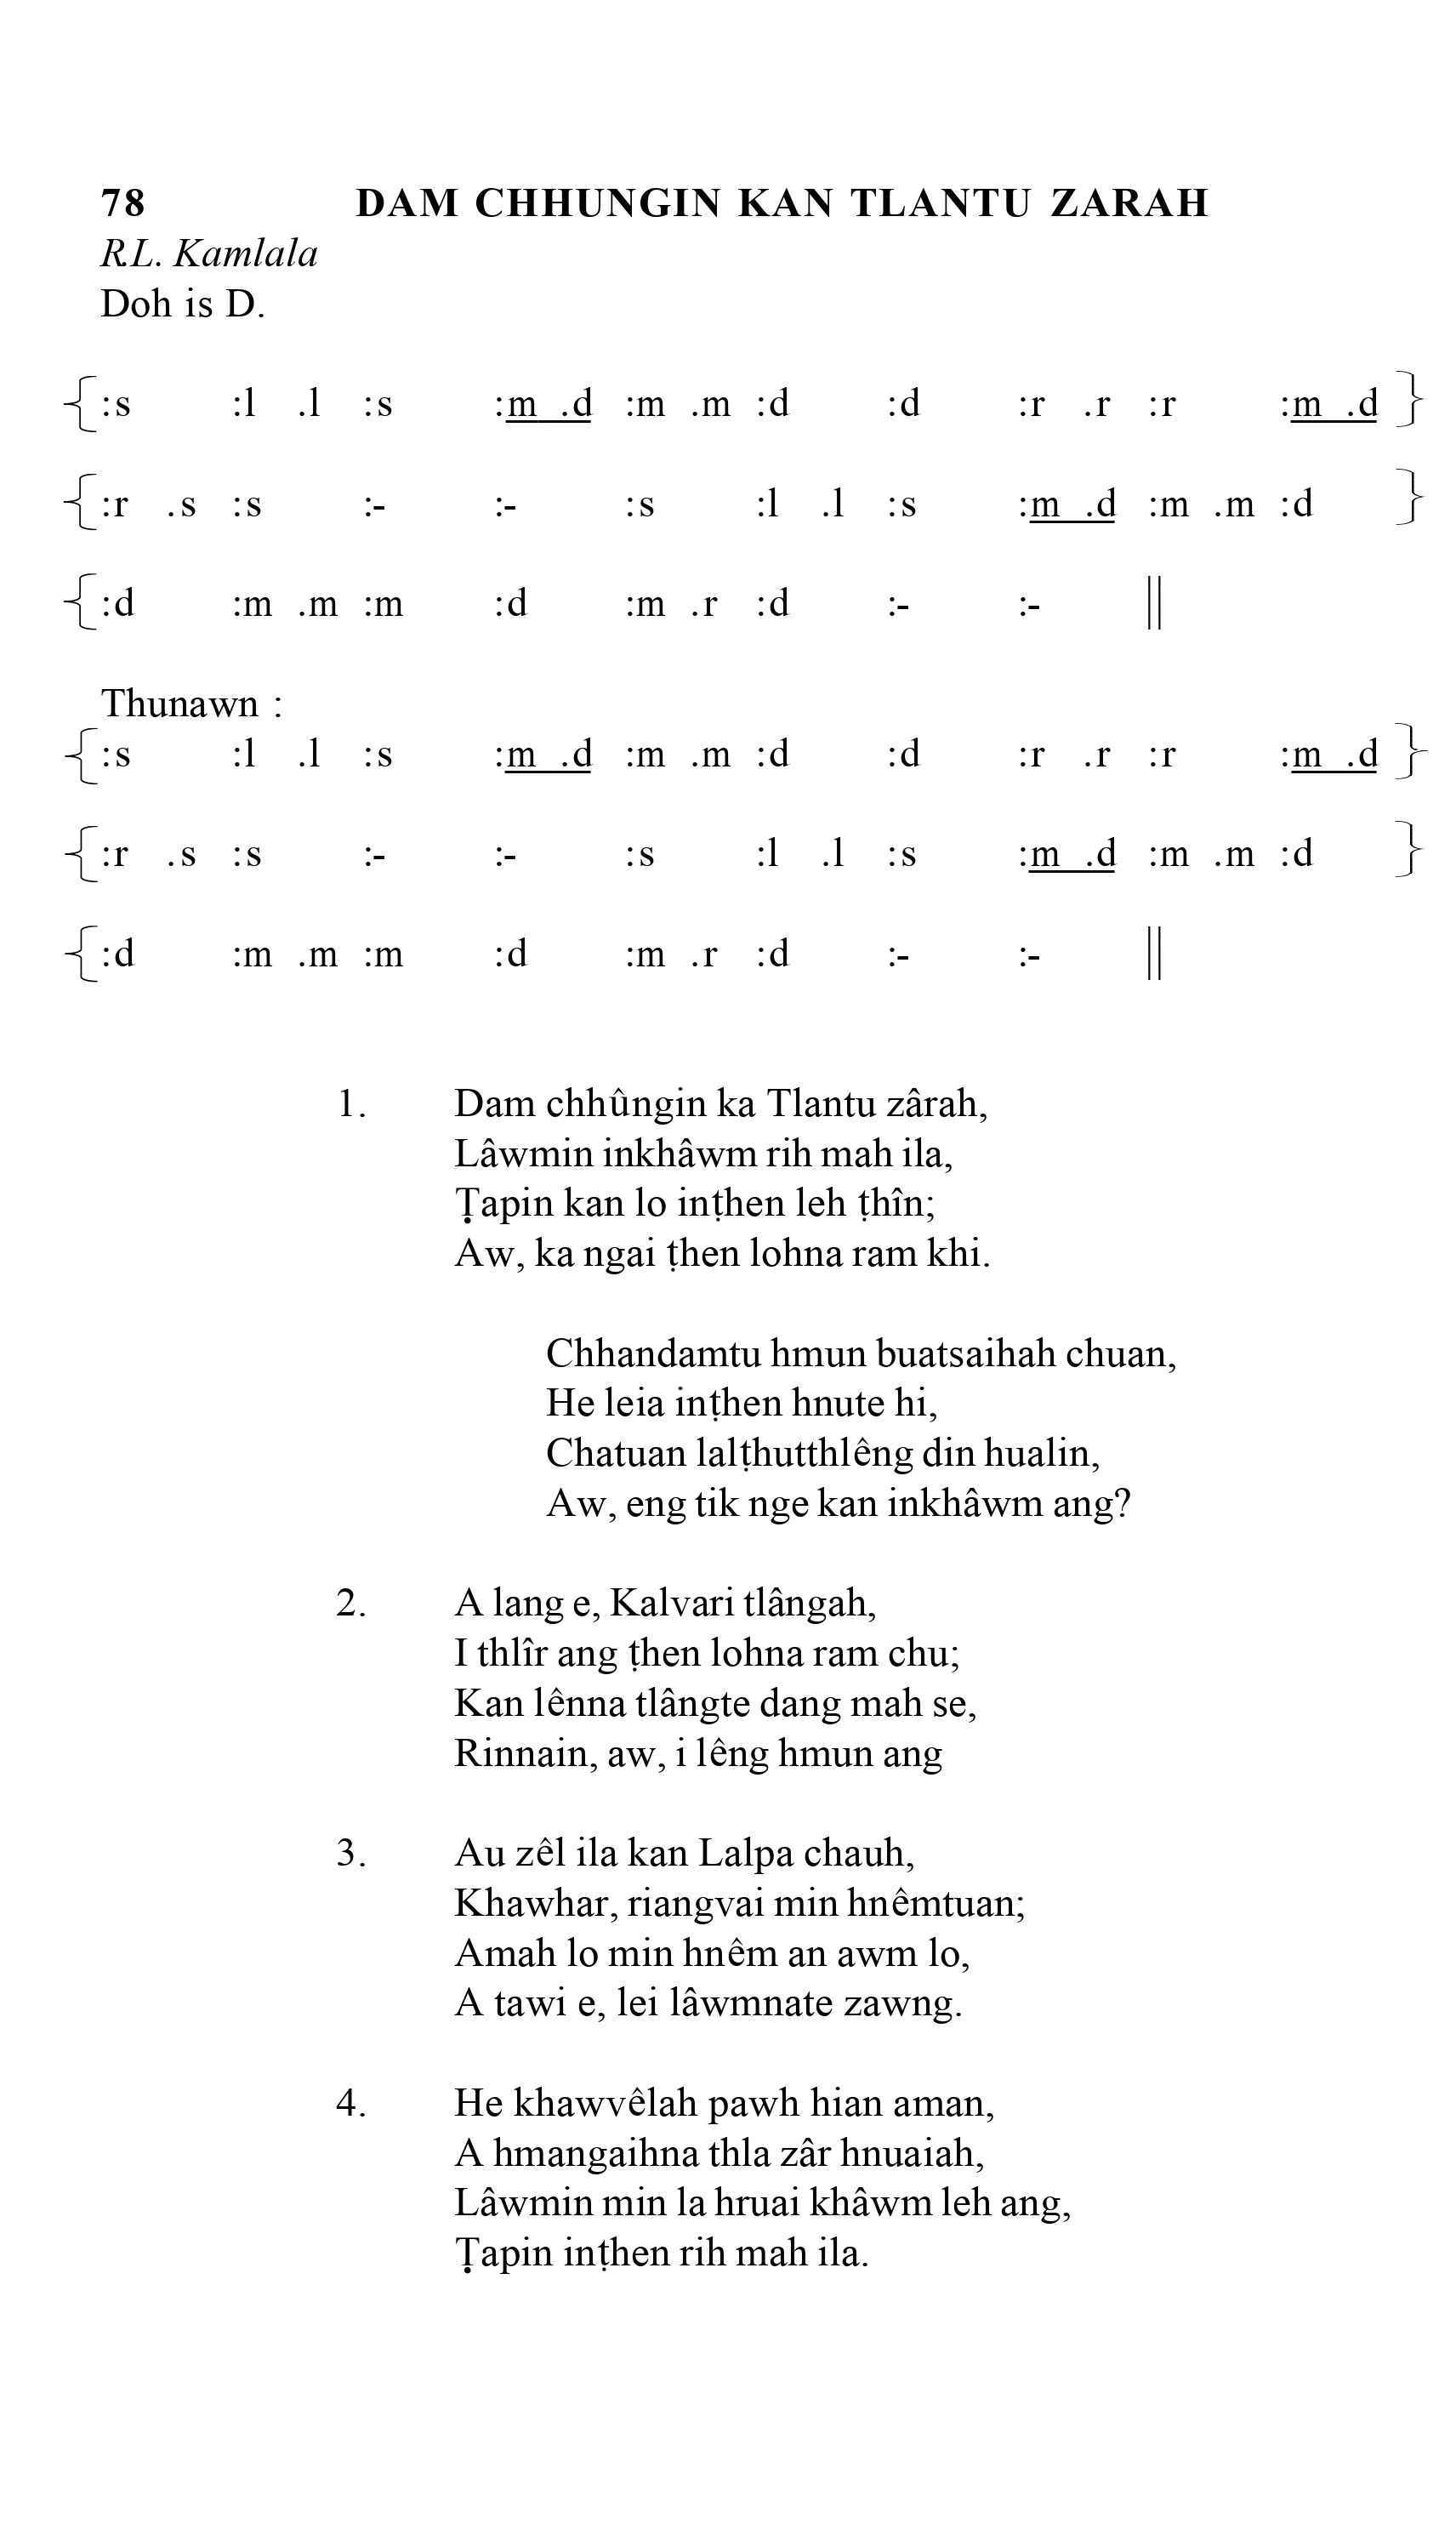 78 DAM CHHUNGIN KAN TLANTU ZARAH
R.L. Kamlala
Doh is D.
{:s :l .l :s :m .d :m .m :d :d :r .r :r :m .d }
{:r .s :s :- :- :s :l .l :s :m .d :m .m :d }
{:d :m .m :m :d :m .r :d :- :- ||
Thunawn :
{:s :l .l :s :m .d :m .m :d :d :r .r :r :m .d }
{:r .s :s :- :- :s :l .l :s :m .d :m .m :d }
{:d :m .m :m :d :m .r :d :- :- ||
1. Dam chhûngin ka Tlantu zârah,
Lâwmin inkhâwm rih mah ila,
Ṭapin kan lo inṭhen leh ṭhîn;
Aw, ka ngai ṭhen lohna ram khi.
Chhandamtu hmun buatsaihah chuan,
He leia inṭhen hnute hi,
Chatuan lalṭhutthlêng din hualin,
Aw, eng tik nge kan inkhâwm ang?
2. A lang e, Kalvari tlângah,
I thlîr ang ṭhen lohna ram chu;
Kan lênna tlângte dang mah se,
Rinnain, aw, i lêng hmun ang
3. Au zêl ila kan Lalpa chauh,
Khawhar, riangvai min hnêmtuan;
Amah lo min hnêm an awm lo,
A tawi e, lei lâwmnate zawng.
4. He khawvêlah pawh hian aman,
A hmangaihna thla zâr hnuaiah,
Lâwmin min la hruai khâwm leh ang,
Ṭapin inṭhen rih mah ila.